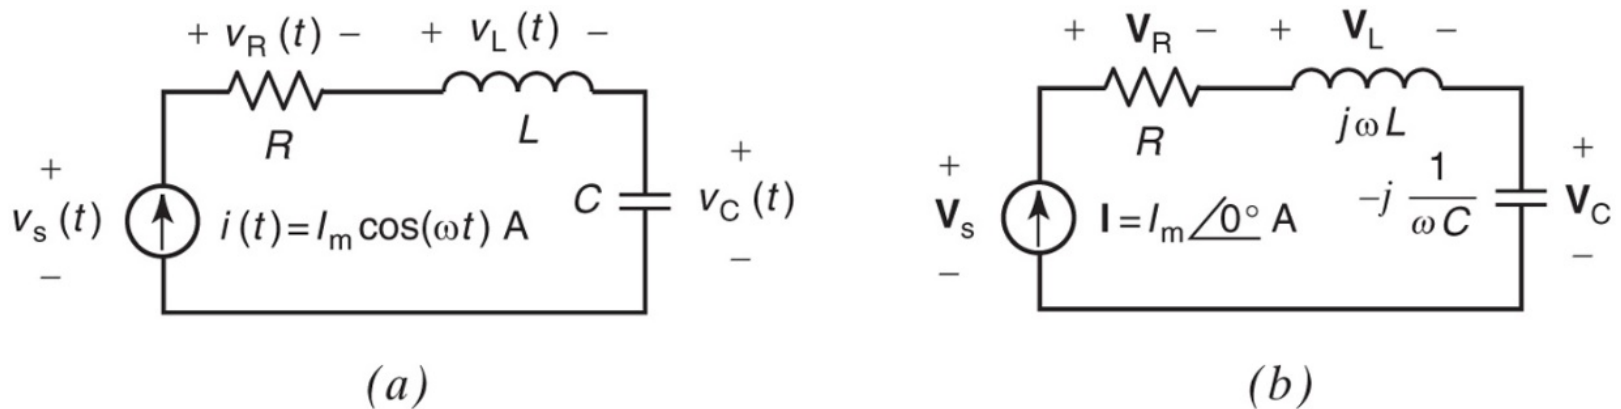 + v_R (t) − + v_L (t) −
R
L
+
v_s (t)
−
i (t) = I_m cos(ωt) A
C
+
v_C (t)
−
(a)
+ V_R − + V_L −
R
jωL
+
V_s
−
I = I_m ∠0° A
−j 1/ωC
+
V_C
−
(b)